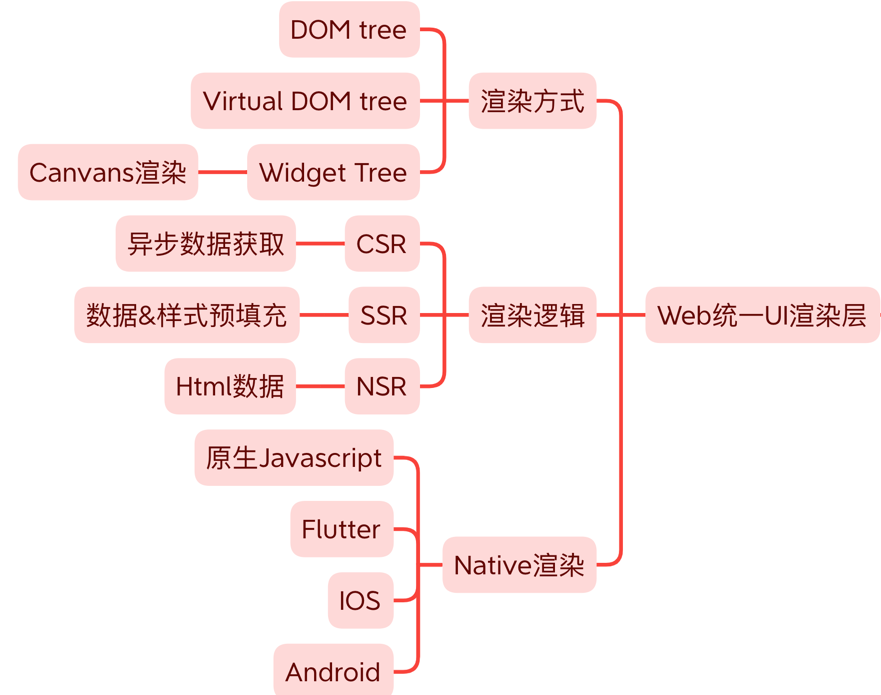 DOM tree
Virtual DOM tree
渲染方式
Canvans渲染
Widget Tree
异步数据获取
CSR
数据&样式预填充
SSR
渲染逻辑
Web统一UI渲染层
Html数据
NSR
原生Javascript
Flutter
Native渲染
IOS
Android